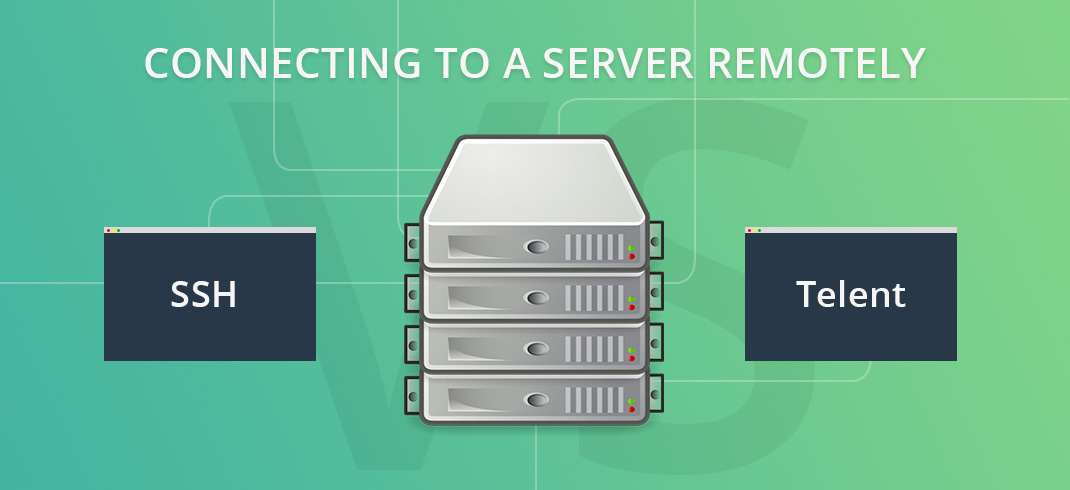 CONNECTING TO A SERVER REMOTELY
VS
SSH
Telent